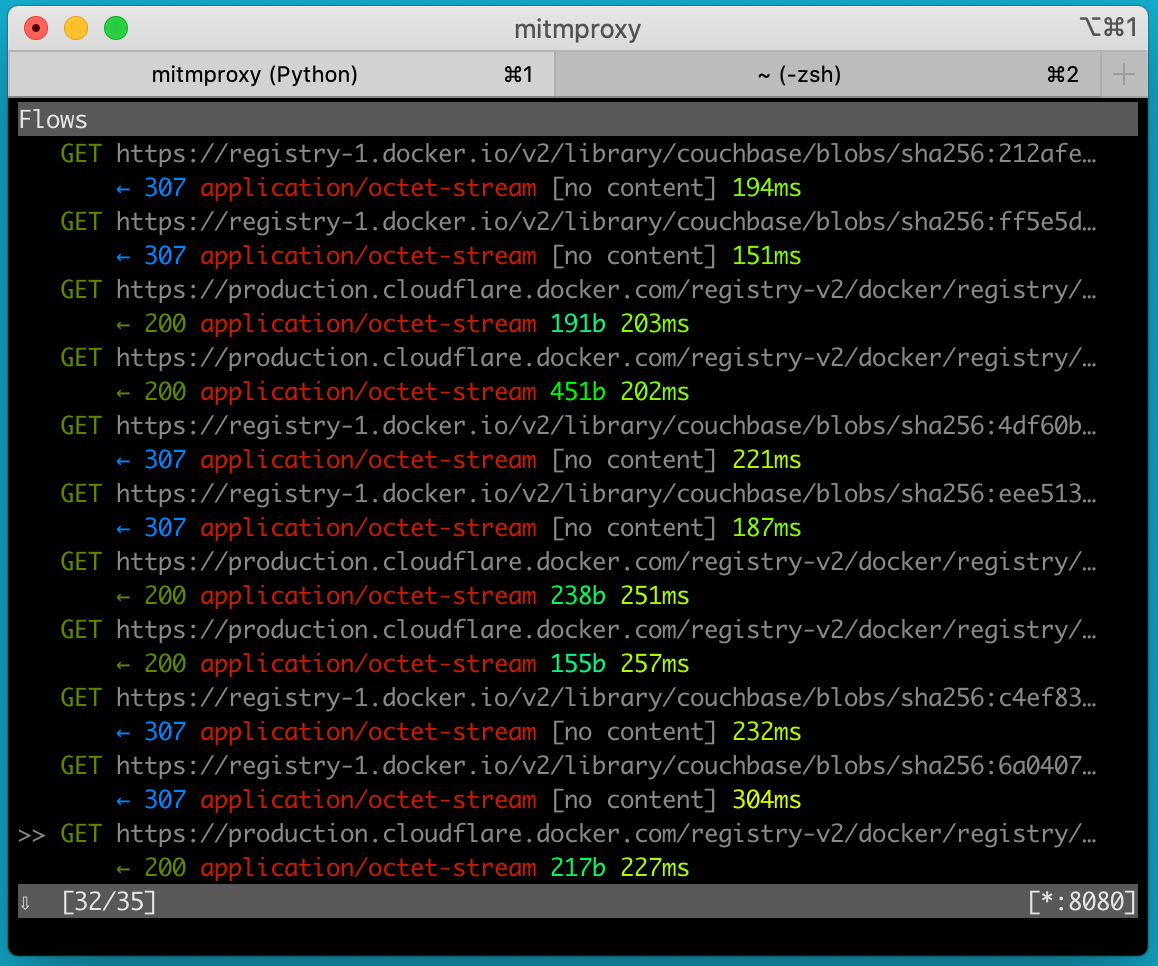 mitmproxy ⌥⌘1
mitmproxy (Python) ⌘1 ~ (-zsh) ⌘2 +
Flows
GET https://registry-1.docker.io/v2/library/couchbase/blobs/sha256:212afe…
← 307 application/octet-stream [no content] 194ms
GET https://registry-1.docker.io/v2/library/couchbase/blobs/sha256:ff5e5d…
← 307 application/octet-stream [no content] 151ms
GET https://production.cloudflare.docker.com/registry-v2/docker/registry/…
← 200 application/octet-stream 191b 203ms
GET https://production.cloudflare.docker.com/registry-v2/docker/registry/…
← 200 application/octet-stream 451b 202ms
GET https://registry-1.docker.io/v2/library/couchbase/blobs/sha256:4df60b…
← 307 application/octet-stream [no content] 221ms
GET https://registry-1.docker.io/v2/library/couchbase/blobs/sha256:eee513…
← 307 application/octet-stream [no content] 187ms
GET https://production.cloudflare.docker.com/registry-v2/docker/registry/…
← 200 application/octet-stream 238b 251ms
GET https://production.cloudflare.docker.com/registry-v2/docker/registry/…
← 200 application/octet-stream 155b 257ms
GET https://registry-1.docker.io/v2/library/couchbase/blobs/sha256:c4ef83…
← 307 application/octet-stream [no content] 232ms
GET https://registry-1.docker.io/v2/library/couchbase/blobs/sha256:6a0407…
← 307 application/octet-stream [no content] 304ms
>> GET https://production.cloudflare.docker.com/registry-v2/docker/registry/…
← 200 application/octet-stream 217b 227ms
⇩ [32/35] [*:8080]